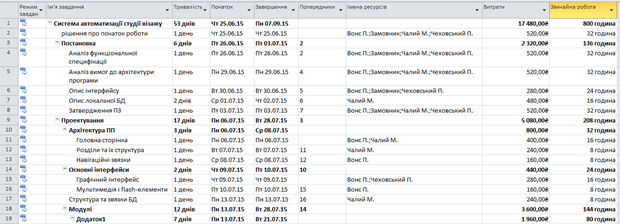 Режим завдан Ім'я завдання Тривалість Початок Завершення Попередники Імена ресурсів Витрати Звичайна робота
1 Система автоматизації студії візажу 53 днів Чт 25.06.15 Пн 07.09.15 17 480,00₴ 800 година
2 рішення про початок роботи 1 день Чт 25.06.15 Чт 25.06.15 Вонс П.;Замовник;Чалий М.;Чеховський П. 520,00₴ 32 година
3 Постановка 6 днів Пт 26.06.15 Пт 03.07.15 2 2 320,00₴ 136 година
4 Аналіз функціональної специфікації 1 день Пт 26.06.15 Пт 26.06.15 Вонс П.;Замовник;Чалий М.;Чеховський П. 520,00₴ 32 година
5 Аналіз вимог до архітектури програми 1 день Пн 29.06.15 Пн 29.06.15 4 Вонс П.;Замовник;Чалий М.;Чеховський П. 520,00₴ 32 година
6 Опис інтерфейсу 1 день Вт 30.06.15 Вт 30.06.15 5 Вонс П.;Замовник;Чеховський П. 280,00₴ 24 година
7 Опис локальної БД 2 днів Ср 01.07.15 Чт 02.07.15 6 Чалий М. 480,00₴ 16 година
8 Затвердження ПЗ 1 день Пт 03.07.15 Пт 03.07.15 7 Вонс П.;Замовник;Чалий М.;Чеховський П. 520,00₴ 32 година
9 Проектування 17 днів Пн 06.07.15 Вт 28.07.15 3 5 080,00₴ 208 година
10 Архітектура ПП 3 днів Пн 06.07.15 Ср 08.07.15 800,00₴ 32 година
11 Головна сторінка 1 день Пн 06.07.15 Пн 06.07.15 Вонс П.;Чалий М. 400,00₴ 16 година
12 Розділи та їх структура 1 день Вт 07.07.15 Вт 07.07.15 11 Чалий М. 240,00₴ 8 година
13 Навігаційні звязки 1 день Ср 08.07.15 Ср 08.07.15 12 Вонс П. 160,00₴ 8 година
14 Основні інтерфейси 2 днів Чт 09.07.15 Пт 10.07.15 10 440,00₴ 24 година
15 Графічний інтерфейс 1 день Чт 09.07.15 Чт 09.07.15 Вонс П.;Чеховський П. 280,00₴ 16 година
16 Мультимедія і flash-елементи 1 день Пт 10.07.15 Пт 10.07.15 15 Вонс П. 160,00₴ 8 година
17 Структура та звязки БД 1 день Пн 13.07.15 Пн 13.07.15 16 Чалий М. 240,00₴ 8 година
18 Модулі 12 днів Пн 13.07.15 Вт 28.07.15 14 3 600,00₴ 144 година
19 Додаток1 7 днів Пн 13.07.15 Вт 21.07.15 1 960,00₴ 80 година